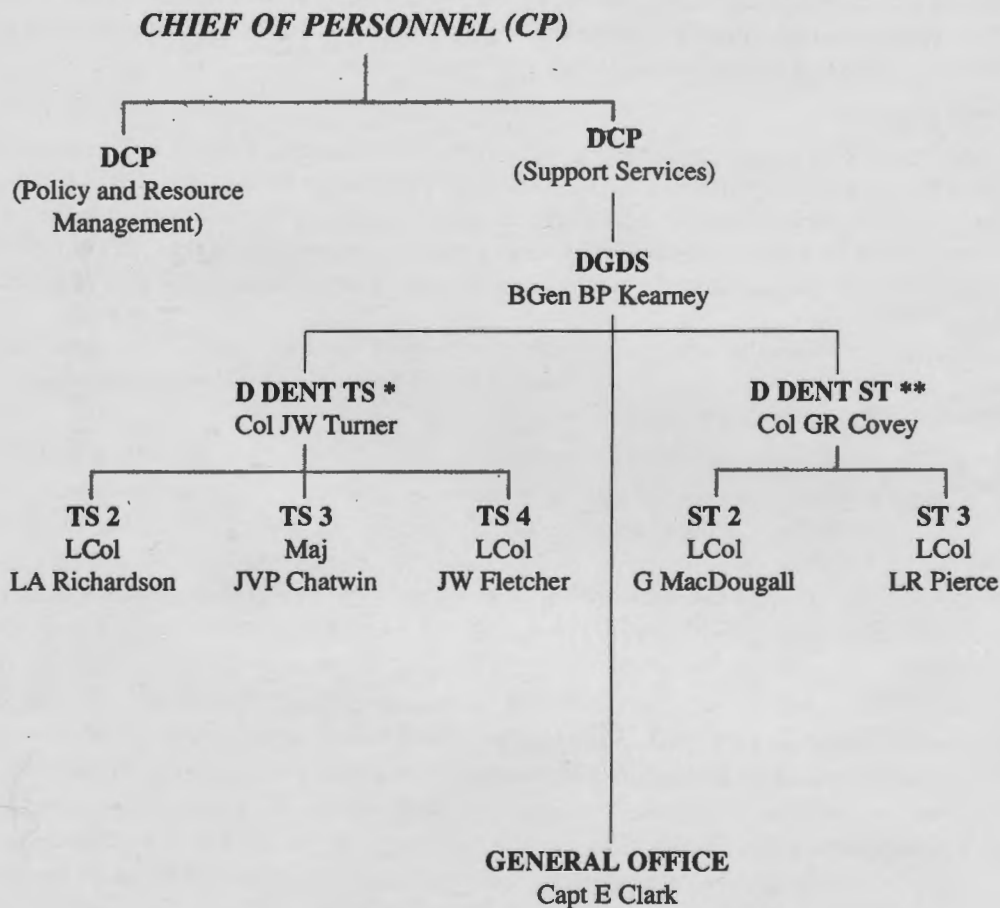 CHIEF OF PERSONNEL (CP)
DCP
(Policy and Resource
Management)
DCP
(Support Services)
DGDS
BGen BP Kearney
D DENT TS *
Col JW Turner
D DENT ST **
Col GR Covey
TS 2
LCol
LA Richardson
TS 3
Maj
JVP Chatwin
TS 4
LCol
JW Fletcher
ST 2
LCol
G MacDougall
ST 3
LCol
LR Pierce
GENERAL OFFICE
Capt E Clark